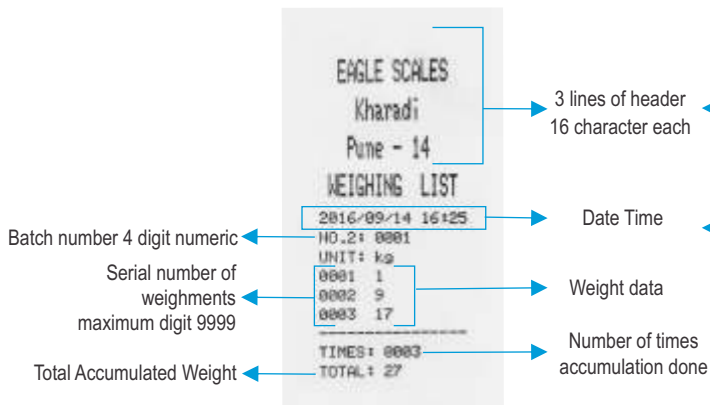 EAGLE SCALES
Kharadi
Pune - 14
WEIGHING LIST
2016/09/14 16:25
NO.2: 0001
UNIT: kg
0001 1
0002 9
0003 17
------------------
TIMES: 0003
TOTAL: 27
3 lines of header
16 character each
Date Time
Weight data
Number of times
accumulation done
Batch number 4 digit numeric
Serial number of
weighments
maximum digit 9999
Total Accumulated Weight